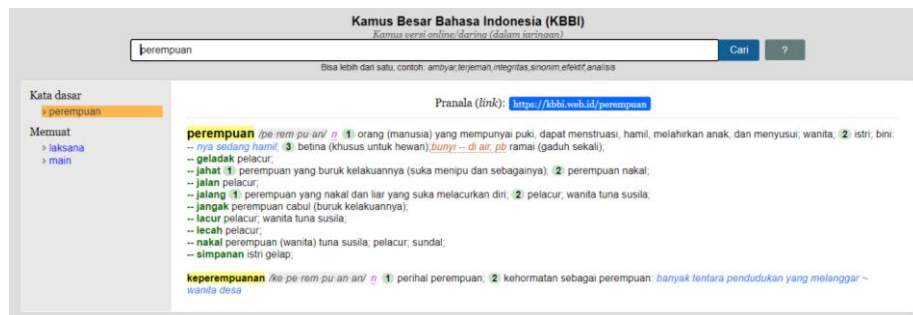 Kamus Besar Bahasa Indonesia (KBBI)
Kamus versi online/daring (dalam jaringan)
perempuan
Cari
?
Bisa lebih dari satu, contoh: ambyar,terjemah,integritas,sinonim,efektif,analisis
Kata dasar
» perempuan
Memuat
» laksana
» main
Pranala (link): https://kbbi.web.id/perempuan
perempuan /pe·rem·pu·an/ n 1 orang (manusia) yang mempunyai puki, dapat menstruasi, hamil, melahirkan anak, dan menyusui; wanita; 2 istri; bini:
-- nya sedang hamil; 3 betina (khusus untuk hewan);bunyi -- di air, pb ramai (gaduh sekali);
-- geladak pelacur;
-- jahat 1 perempuan yang buruk kelakuannya (suka menipu dan sebagainya); 2 perempuan nakal;
-- jalan pelacur;
-- jalang 1 perempuan yang nakal dan liar yang suka melacurkan diri; 2 pelacur; wanita tuna susila;
-- jangak perempuan cabul (buruk kelakuannya);
-- lacur pelacur; wanita tuna susila;
-- lecah pelacur;
-- nakal perempuan (wanita) tuna susila; pelacur; sundal;
-- simpanan istri gelap;
keperempuanan /ke·pe·rem·pu·an·an/ n 1 perihal perempuan; 2 kehormatan sebagai perempuan: banyak tentara pendudukan yang melanggar ~
wanita desa